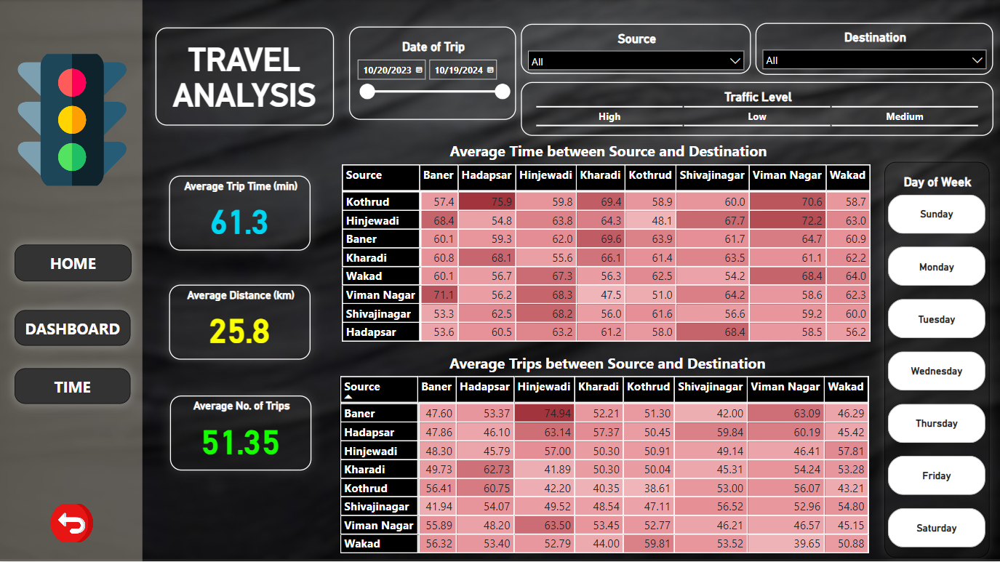 TRAVEL
ANALYSIS
Date of Trip
10/20/2023 10/19/2024
Source
All
Destination
All
Traffic Level
High Low Medium
HOME
DASHBOARD
TIME
Average Trip Time (min)
61.3
Average Distance (km)
25.8
Average No. of Trips
51.35
Average Time between Source and Destination
Source Baner Hadapsar Hinjewadi Kharadi Kothrud Shivajinagar Viman Nagar Wakad
Kothrud 57.4 75.9 59.8 69.4 58.9 60.0 70.6 58.7
Hinjewadi 68.4 54.8 63.8 64.3 48.1 67.7 72.2 63.0
Baner 60.1 59.3 62.0 69.6 63.9 61.7 64.7 60.9
Kharadi 60.8 68.1 55.6 66.1 61.4 63.5 61.1 62.2
Wakad 60.1 56.7 67.3 56.3 62.5 54.2 68.4 64.0
Viman Nagar 71.1 56.2 68.3 47.5 51.0 64.2 58.6 62.3
Shivajinagar 53.3 62.5 68.2 56.0 61.6 56.6 59.2 60.0
Hadapsar 53.6 60.5 63.2 61.2 58.0 68.4 58.5 56.2
Average Trips between Source and Destination
Source Baner Hadapsar Hinjewadi Kharadi Kothrud Shivajinagar Viman Nagar Wakad
Baner 47.60 53.37 74.94 52.21 51.30 42.00 63.09 46.29
Hadapsar 47.86 46.10 63.14 57.37 50.45 59.84 60.19 45.42
Hinjewadi 48.30 45.79 57.00 50.30 50.91 49.14 46.41 57.81
Kharadi 49.73 62.73 41.89 50.30 50.04 45.31 54.24 53.28
Kothrud 56.41 60.75 42.20 40.35 38.61 53.00 56.07 43.21
Shivajinagar 41.94 54.07 49.52 48.54 47.11 56.52 52.96 54.80
Viman Nagar 55.89 48.20 63.50 53.45 52.77 46.21 46.57 45.15
Wakad 56.32 53.40 52.79 44.00 59.81 53.52 39.65 50.88
Day of Week
Sunday
Monday
Tuesday
Wednesday
Thursday
Friday
Saturday